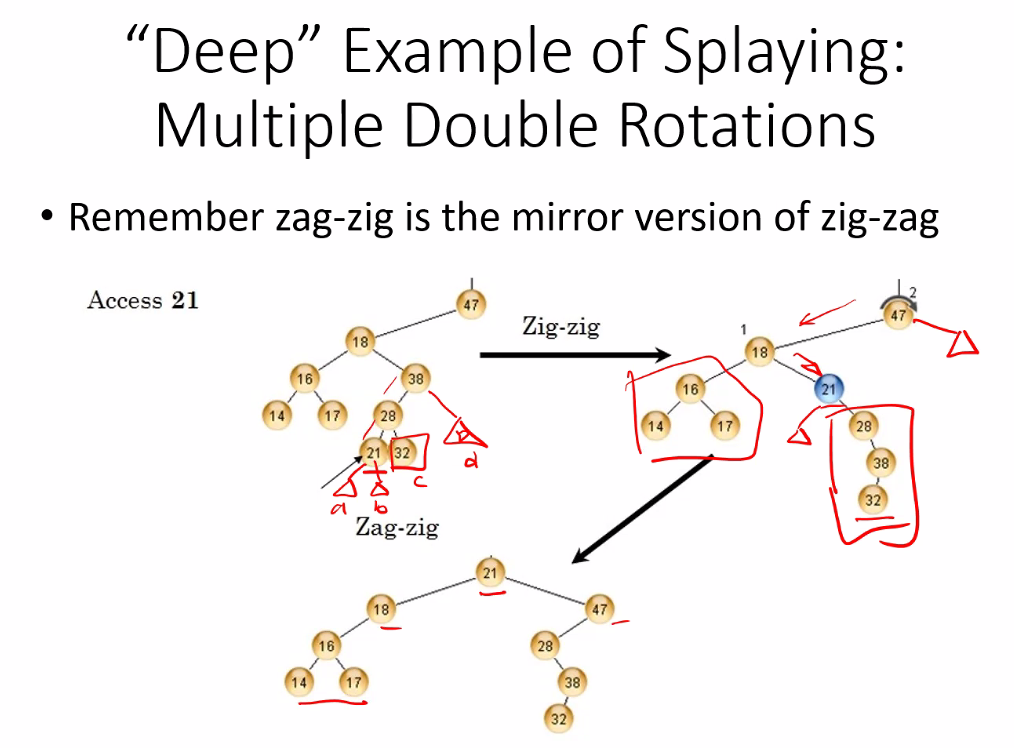 “Deep” Example of Splaying:
Multiple Double Rotations
• Remember zag-zig is the mirror version of zig-zag
Access 21
47
18
16
38
14
17
28
21
32
a
b
c
d
Zig-zig
2
47
1
18
16
21
14
17
28
38
32
Zag-zig
21
18
47
16
28
14
17
38
32